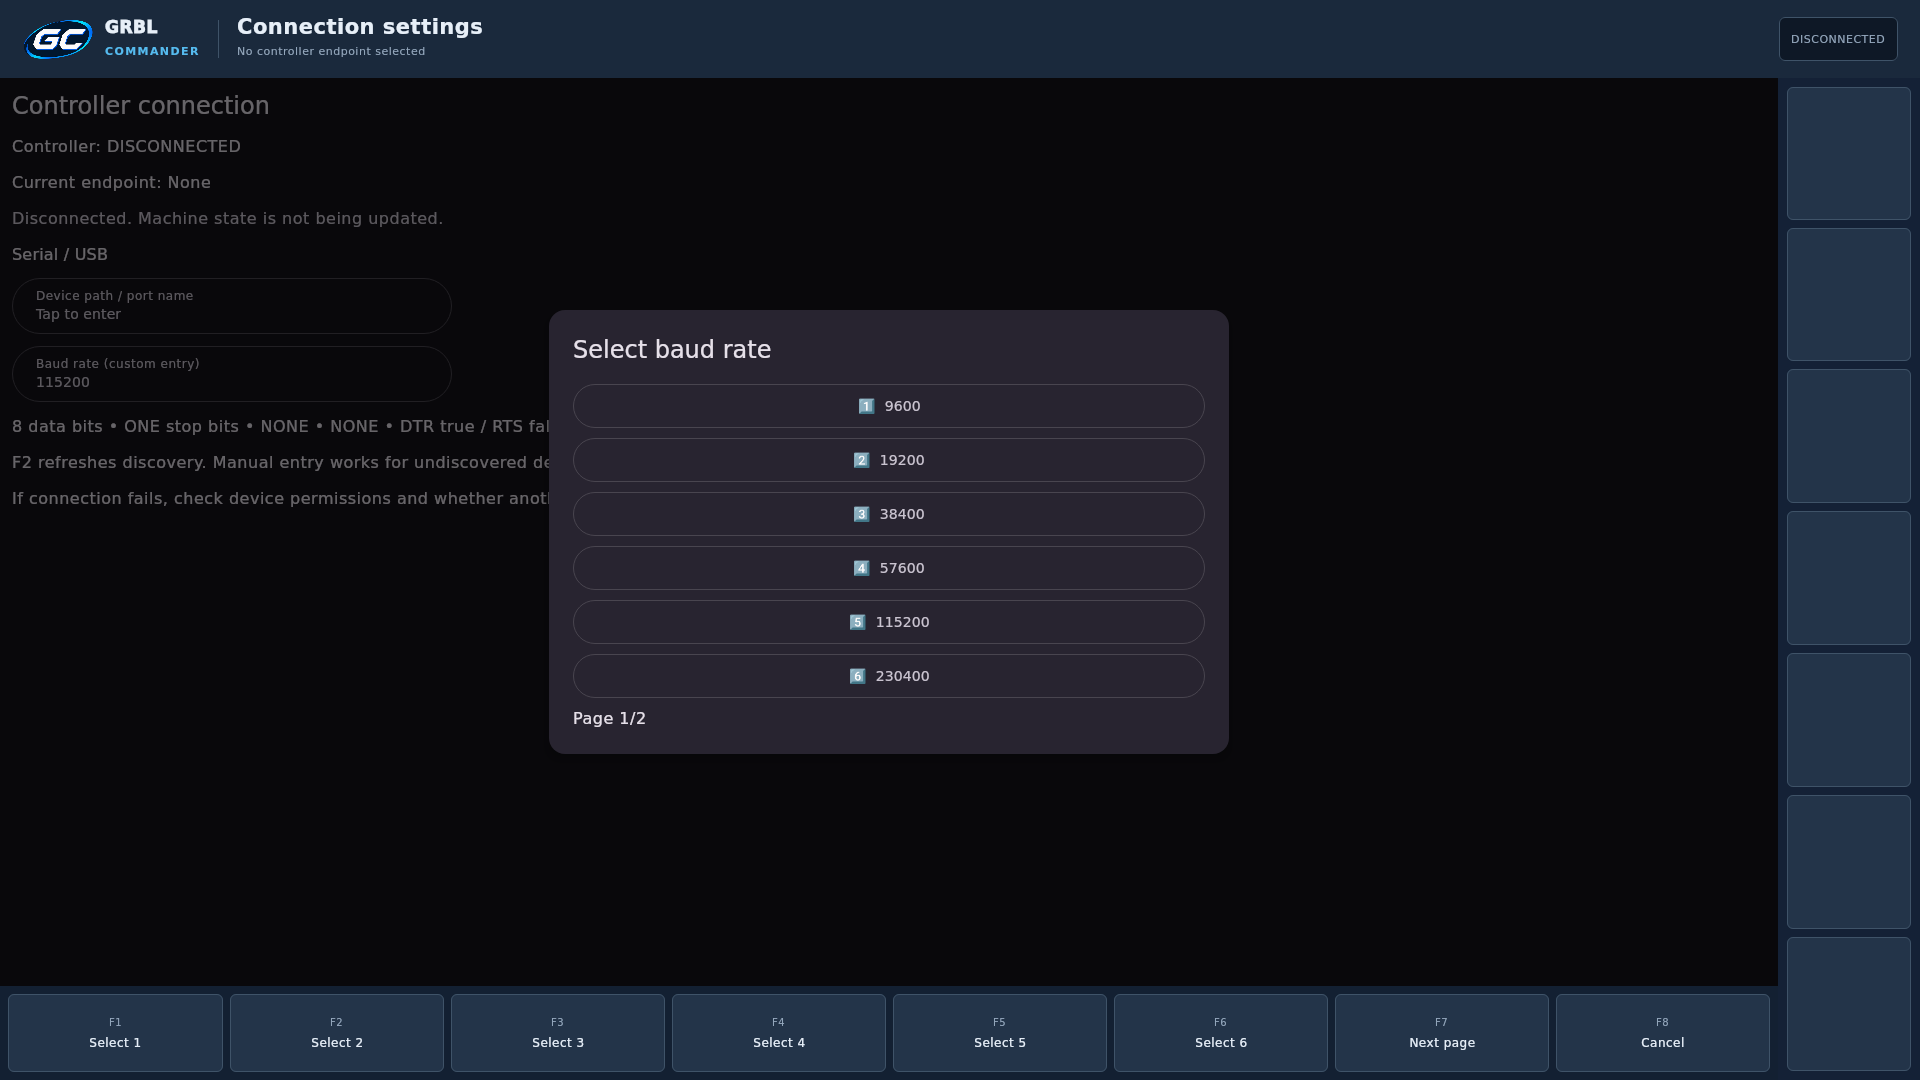 GC
GRBL
COMMANDER
Connection settings
No controller endpoint selected
DISCONNECTED
Controller connection
Controller: DISCONNECTED
Current endpoint: None
Disconnected. Machine state is not being updated.
Serial / USB
Device path / port name
Tap to enter
Baud rate (custom entry)
115200
8 data bits • ONE stop bits • NONE • NONE • DTR true / RTS
F2 refreshes discovery. Manual entry works for undiscovered
If connection fails, check device permissions and whether
Select baud rate
1 9600
2 19200
3 38400
4 57600
5 115200
6 230400
Page 1/2
F1
Select 1
F2
Select 2
F3
Select 3
F4
Select 4
F5
Select 5
F6
Select 6
F7
Next page
F8
Cancel